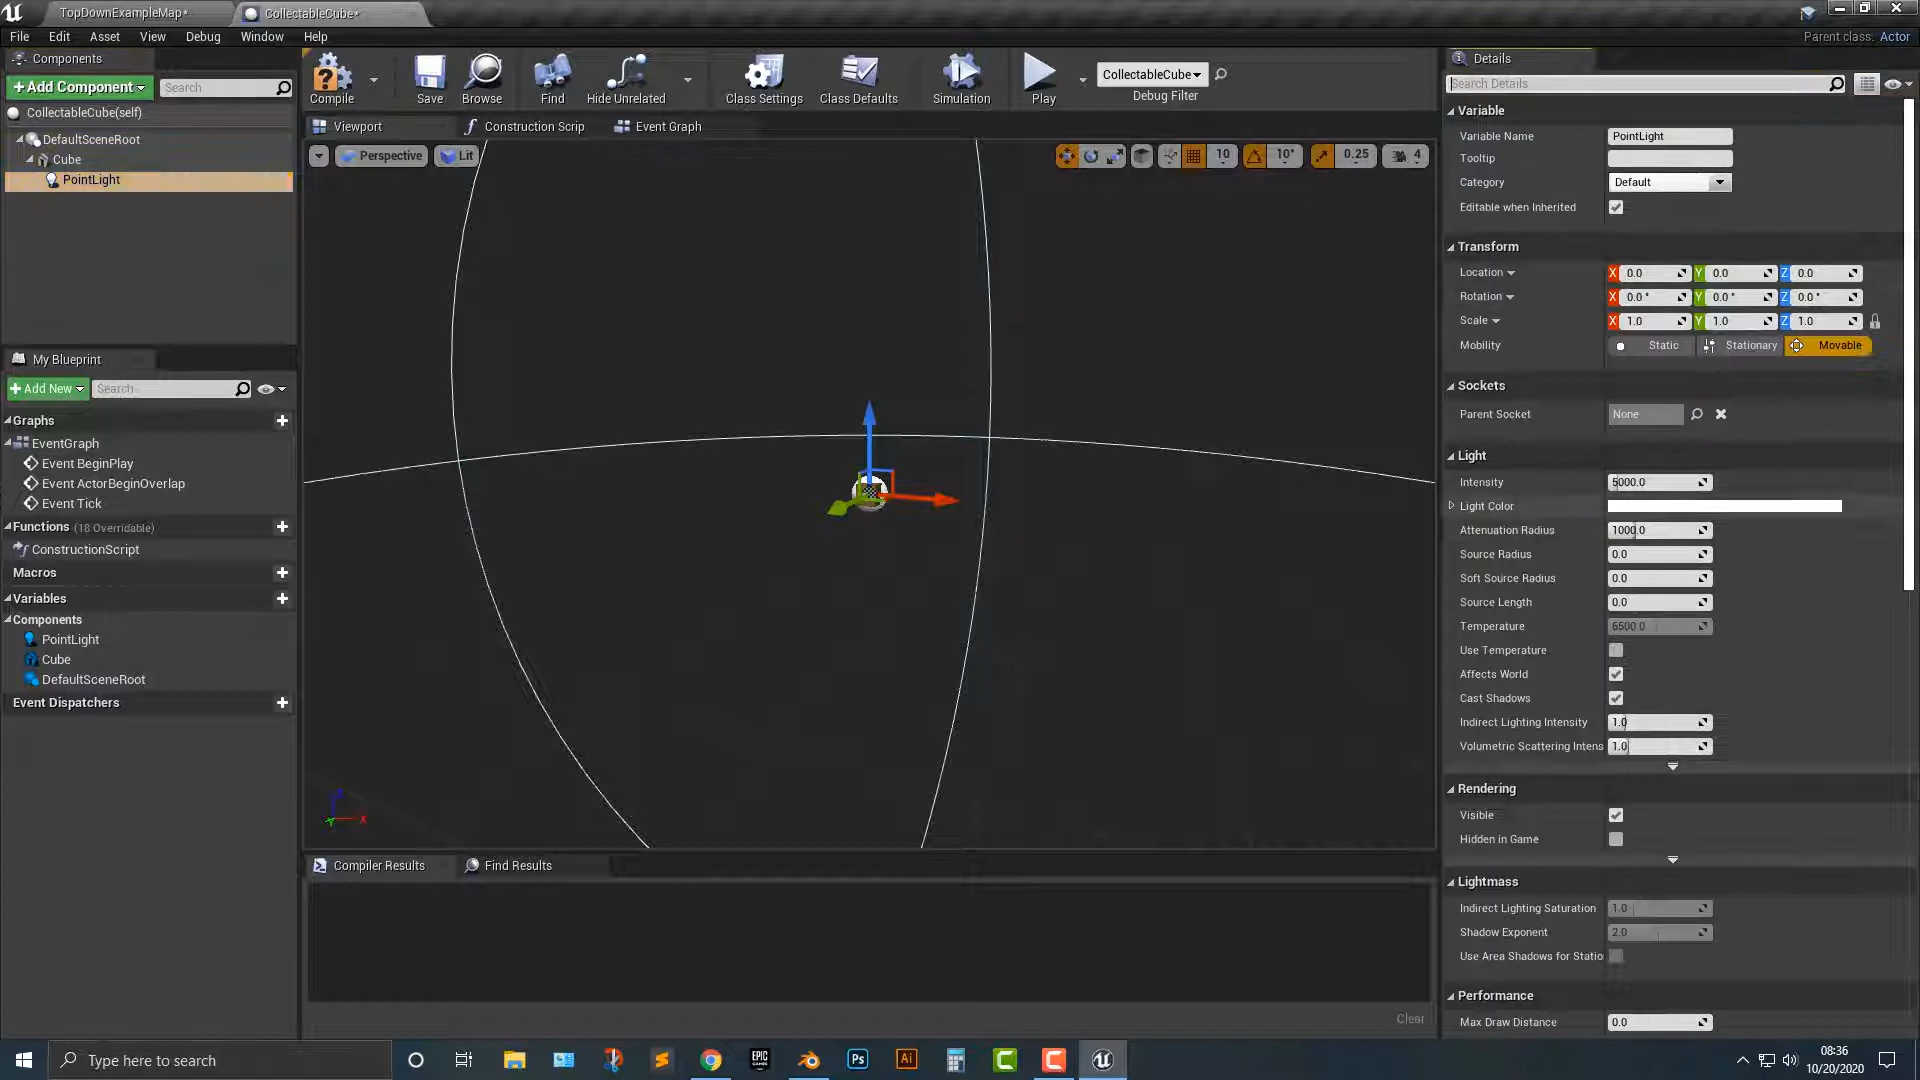 TopDownExampleMap*
CollectableCube*
File Edit Asset View Debug Window Help
Parent class: Actor
Components
+Add Component
Search
CollectableCube(self)
DefaultSceneRoot
Cube
PointLight
My Blueprint
+Add New
Search
Graphs
EventGraph
Event BeginPlay
Event ActorBeginOverlap
Event Tick
Functions (18 Overridable)
ConstructionScript
Macros
Variables
Components
PointLight
Cube
DefaultSceneRoot
Event Dispatchers
Compile
Save
Browse
Find
Hide Unrelated
Class Settings
Class Defaults
Simulation
Play
CollectableCube
Debug Filter
Viewport
Construction Scrip
Event Graph
Perspective
Lit
10
10°
0.25
4
Z
X
Y
Compiler Results
Find Results
Clear
Details
Search Details
Variable
Variable Name PointLight
Tooltip
Category Default
Editable when Inherited
Transform
Location X 0.0 Y 0.0 Z 0.0
Rotation X 0.0 ° Y 0.0 ° Z 0.0 °
Scale X 1.0 Y 1.0 Z 1.0
Mobility Static Stationary Movable
Sockets
Parent Socket None
Light
Intensity 5000.0
Light Color
Attenuation Radius 1000.0
Source Radius 0.0
Soft Source Radius 0.0
Source Length 0.0
Temperature 6500.0
Use Temperature
Affects World
Cast Shadows
Indirect Lighting Intensity 1.0
Volumetric Scattering Intens 1.0
Rendering
Visible
Hidden in Game
Lightmass
Indirect Lighting Saturation 1.0
Shadow Exponent 2.0
Use Area Shadows for Statio
Performance
Max Draw Distance 0.0
Type here to search
EPIC GAMES
Ps
Ai
08:36
10/20/2020